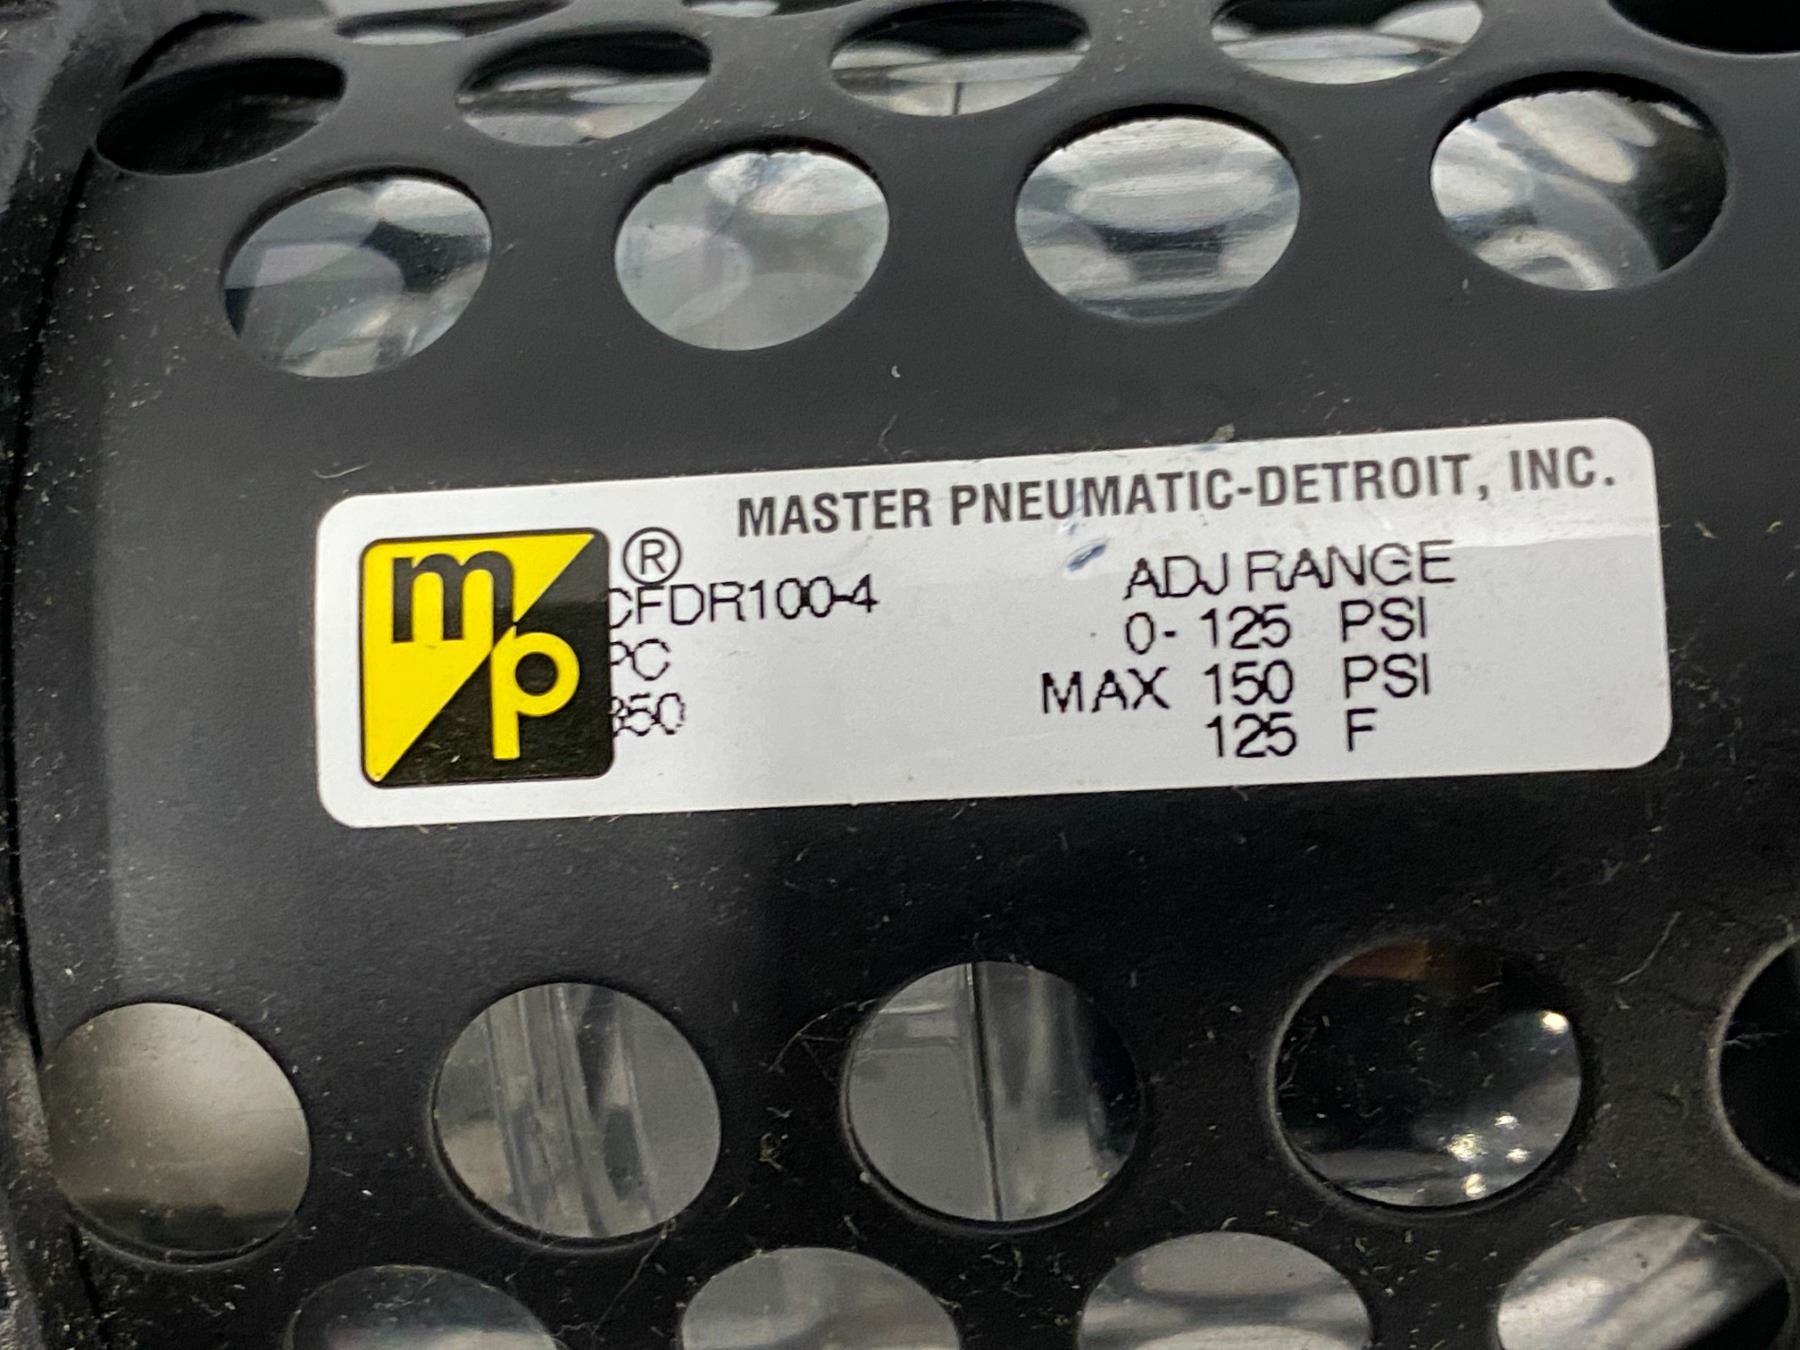 MASTER PNEUMATIC-DETROIT, INC.
mp ®
CFDR100-4 ADJ RANGE
PC 0- 125 PSI
350 MAX 150 PSI
125 F